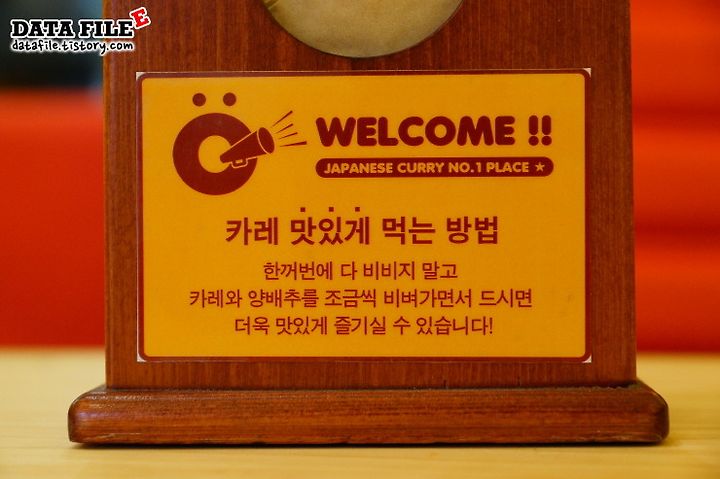 DATA FILE E
datafile.tistory.com
WELCOME !!
JAPANESE CURRY NO.1 PLACE ★
카레 맛있게 먹는 방법
한꺼번에 다 비비지 말고
카레와 양배추를 조금씩 비벼가면서 드시면
더욱 맛있게 즐기실 수 있습니다!